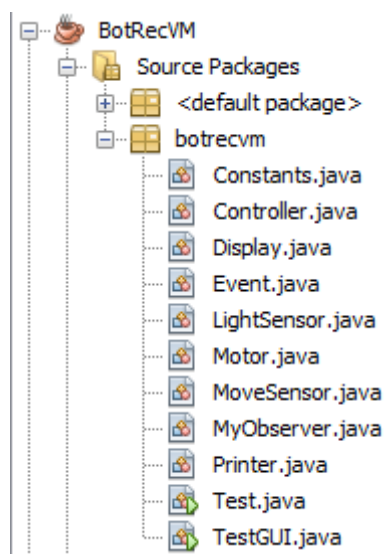 BotRecVM
Source Packages
<default package>
botrecvm
Constants.java
Controller.java
Display.java
Event.java
LightSensor.java
Motor.java
MoveSensor.java
MyObserver.java
Printer.java
Test.java
TestGUI.java